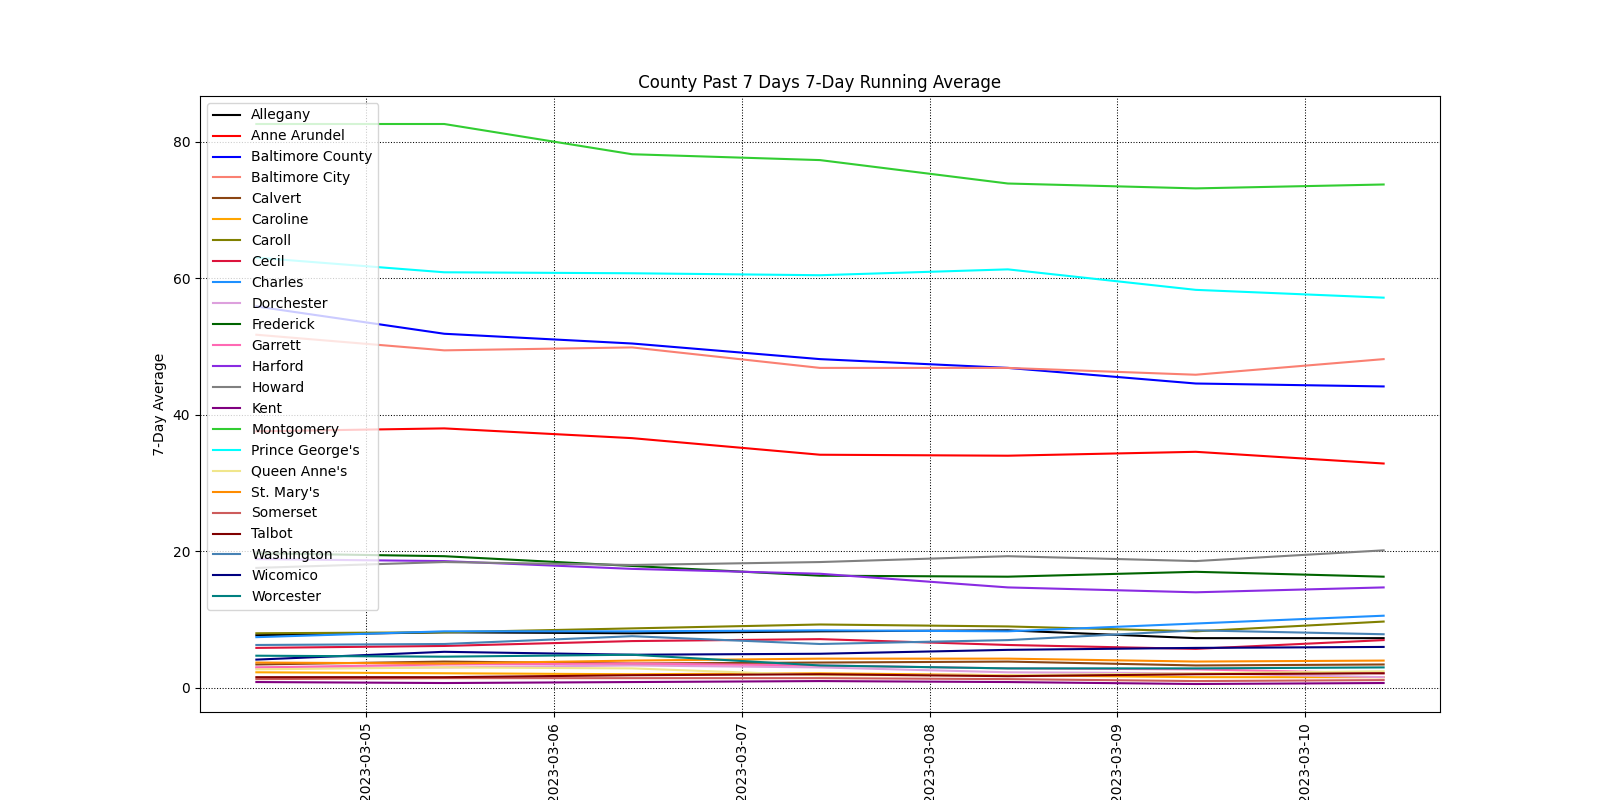 County Past 7 Days 7-Day Running Average
Allegany
Anne Arundel
Baltimore County
Baltimore City
Calvert
Caroline
Caroll
Cecil
Charles
Dorchester
Frederick
Garrett
Harford
Howard
Kent
Montgomery
Prince George's
Queen Anne's
St. Mary's
Somerset
Talbot
Washington
Wicomico
Worcester
7-Day Average
80
60
40
20
0
2023-03-05
2023-03-06
2023-03-07
2023-03-08
2023-03-09
2023-03-10